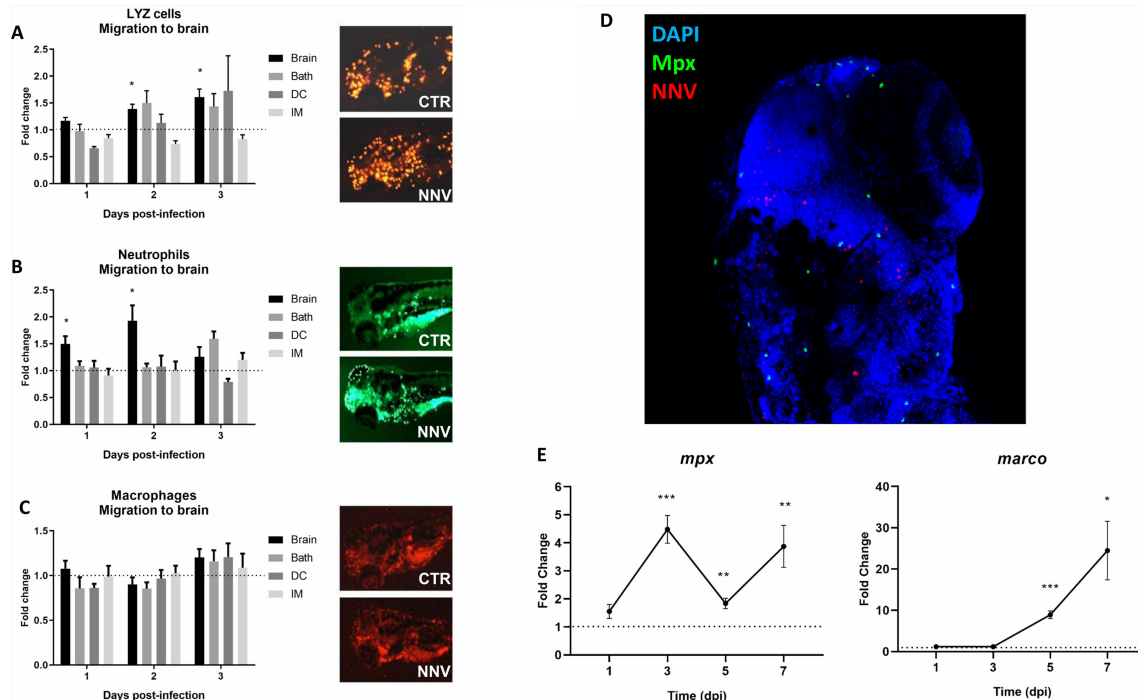 A
LYZ cells
Migration to brain
Fold change
2.5
2.0
1.5
1.0
0.5
0.0
*
*
1
2
3
Days post-infection
Brain
Bath
DC
IM
CTR
NNV
B
Neutrophils
Migration to brain
Fold change
2.5
2.0
1.5
1.0
0.5
0.0
*
*
1
2
3
Days post-infection
Brain
Bath
DC
IM
CTR
NNV
C
Macrophages
Migration to brain
Fold change
1.5
1.0
0.5
0.0
1
2
3
Days post-infection
Brain
Bath
DC
IM
CTR
NNV
D
DAPI
Mpx
NNV
E
mpx
Fold Change
6
5
4
3
2
1
0
***
**
**
1
3
5
7
Time (dpi)
marco
Fold Change
40
30
20
10
0
***
*
1
3
5
7
Time (dpi)